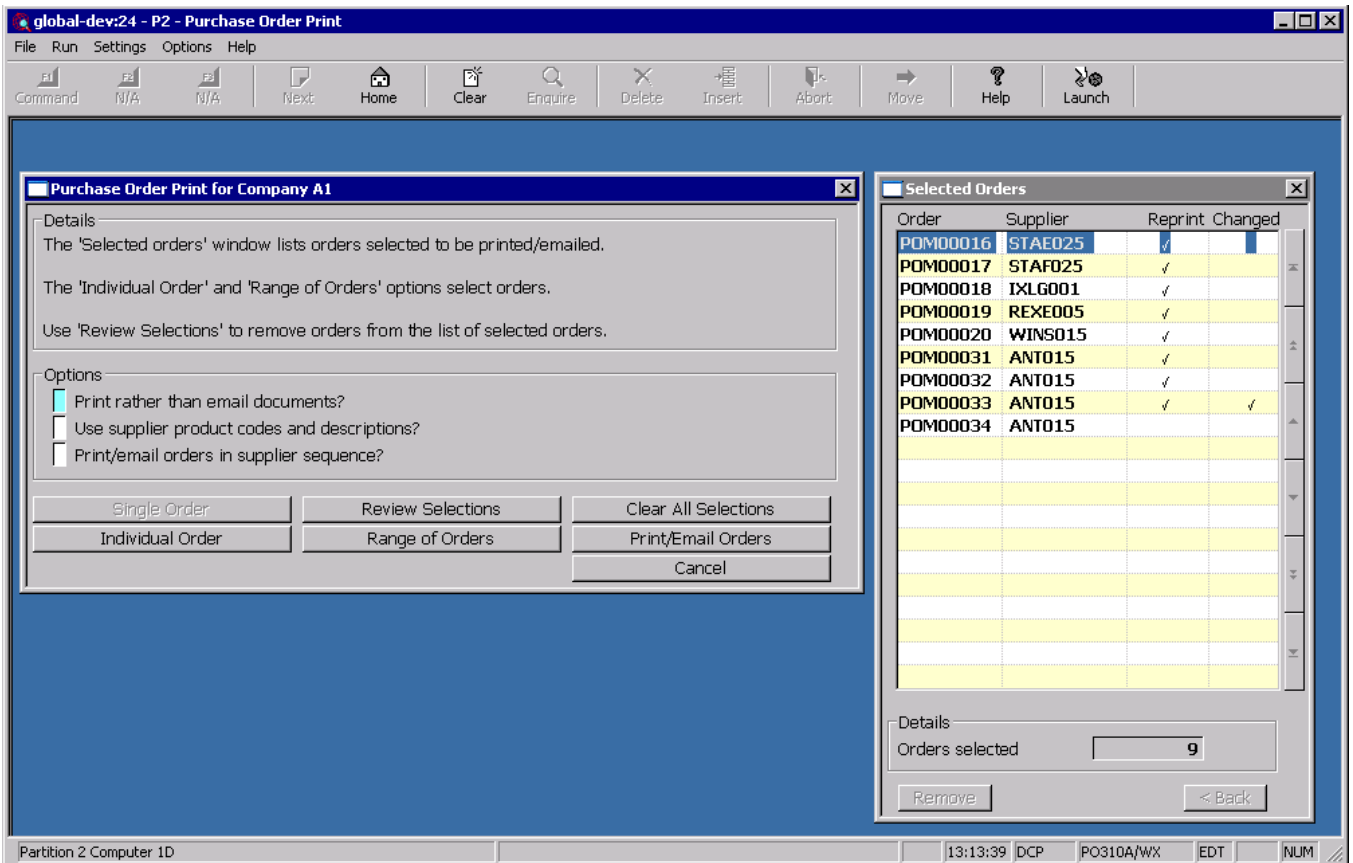 global-dev:24 - P2 - Purchase Order Print
File Run Settings Options Help
F1 F2 F3
Command N/A N/A Next Home Clear Enquire Delete Insert Abort Move Help Launch
Purchase Order Print for Company A1
Details
The 'Selected orders' window lists orders selected to be printed/emailed.
The 'Individual Order' and 'Range of Orders' options select orders.
Use 'Review Selections' to remove orders from the list of selected orders.
Options
Print rather than email documents?
Use supplier product codes and descriptions?
Print/email orders in supplier sequence?
Single Order Review Selections Clear All Selections
Individual Order Range of Orders Print/Email Orders
Cancel
Selected Orders
Order Supplier Reprint Changed
POM00016 STAE025 √
POM00017 STAF025 √
POM00018 IXLG001 √
POM00019 REXE005 √
POM00020 WINS015 √
POM00031 ANT015 √
POM00032 ANT015 √
POM00033 ANT015 √ √
POM00034 ANT015
Details
Orders selected 9
Remove < Back
Partition 2 Computer 1D 13:13:39 DCP PO310A/WX EDT NUM